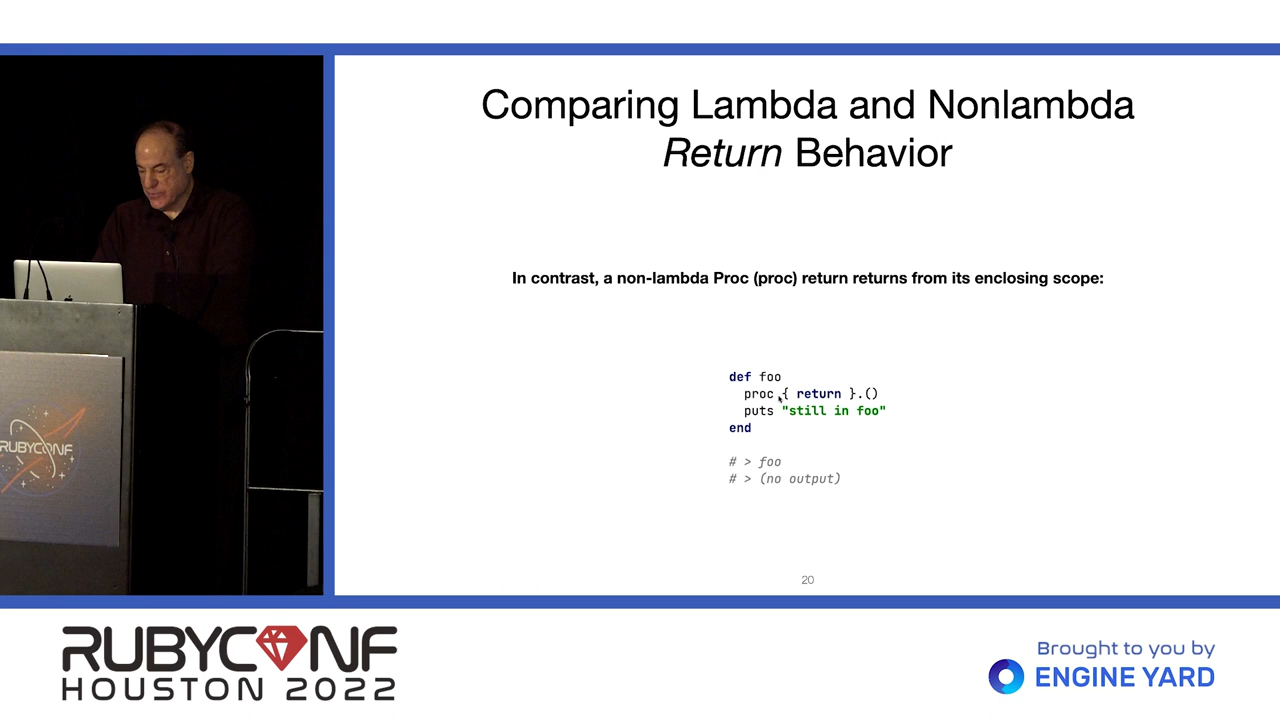 Comparing Lambda and Nonlambda
Return Behavior
In contrast, a non-lambda Proc (proc) return returns from its enclosing scope:
def foo
  proc { return }.()
  puts "still in foo"
end
# > foo
# > (no output)
20
RUBYCONF
RUBYCONF
HOUSTON 2022
Brought to you by
ENGINE YARD